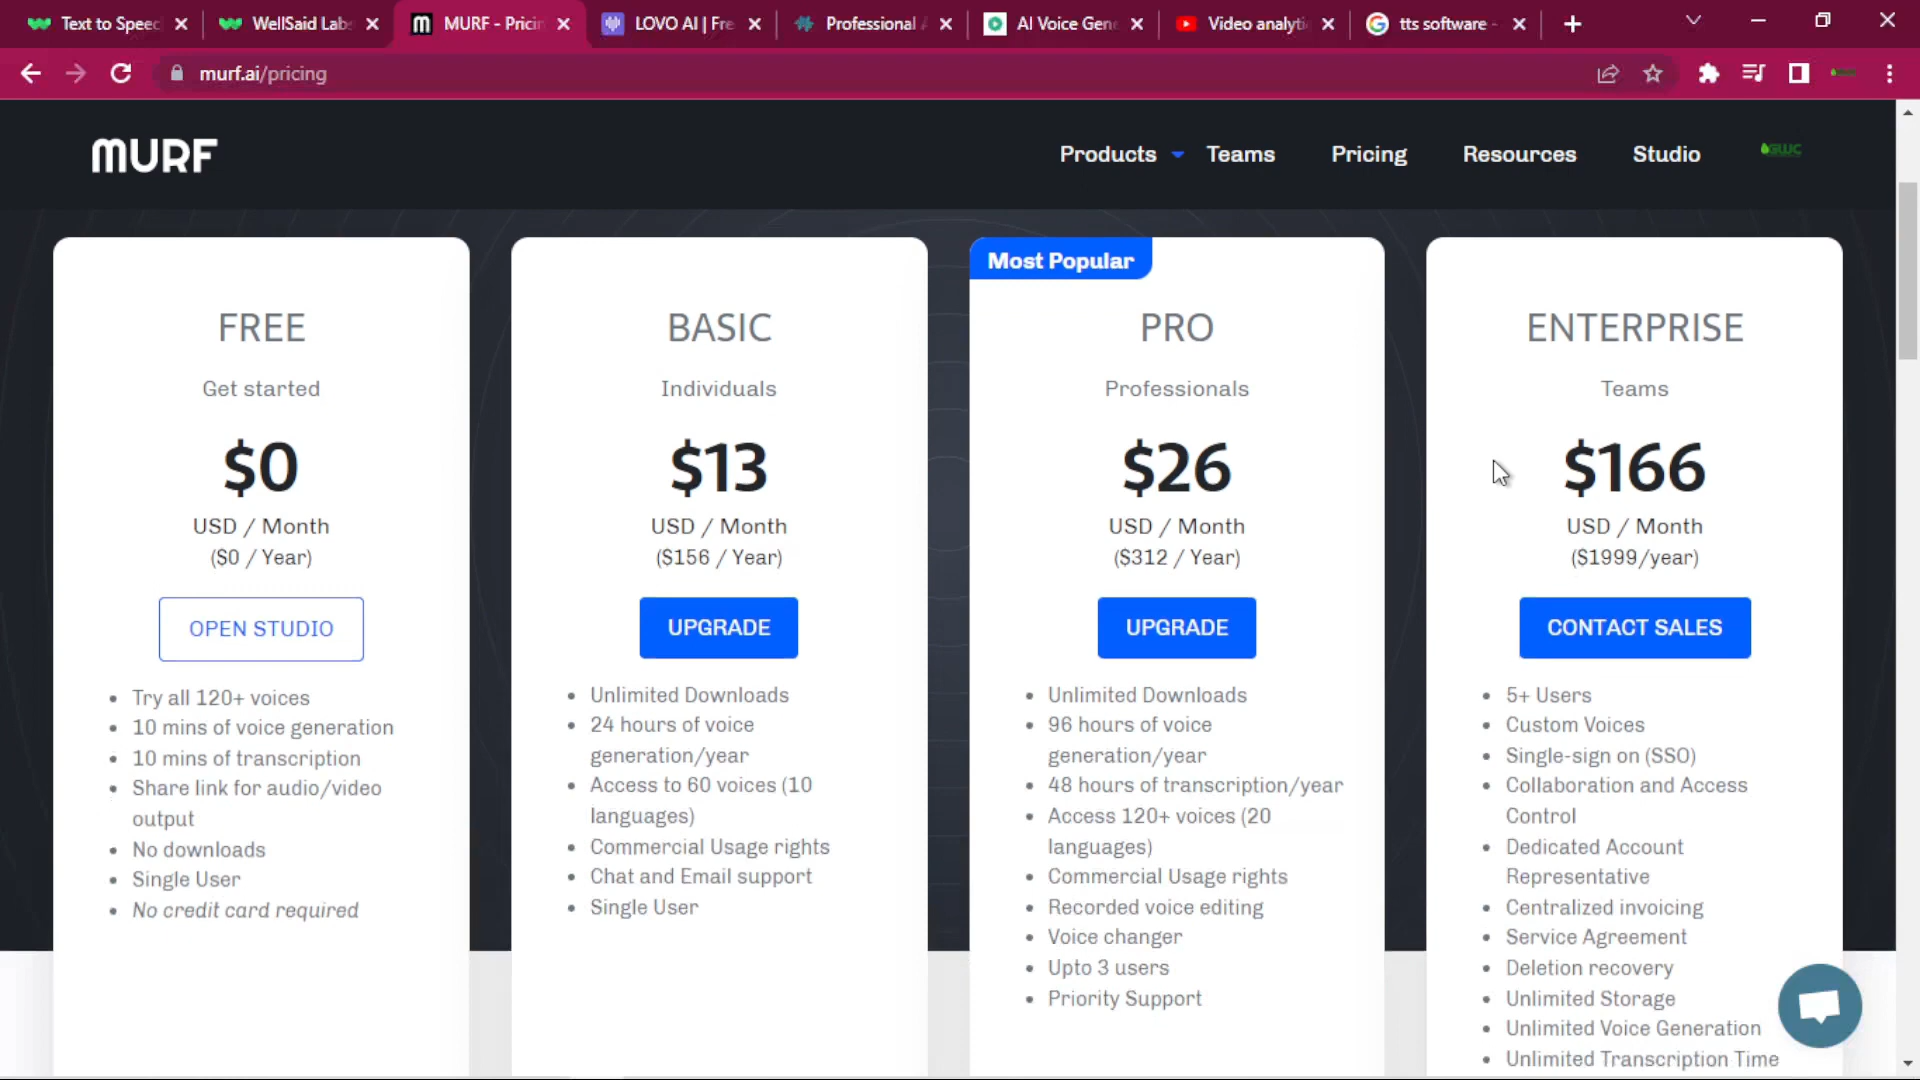 Text to Speec
WellSaid Labs
MURF - Pricin
LOVO AI | Fre
Professional A
AI Voice Gene
Video analytic
tts software -
murf.ai/pricing
MURF
Products
Teams
Pricing
Resources
Studio
GWC
FREE
Get started
$0
USD / Month
($0 / Year)
OPEN STUDIO
Try all 120+ voices
10 mins of voice generation
10 mins of transcription
Share link for audio/video
output
No downloads
Single User
No credit card required
BASIC
Individuals
$13
USD / Month
($156 / Year)
UPGRADE
Unlimited Downloads
24 hours of voice
generation/year
Access to 60 voices (10
languages)
Commercial Usage rights
Chat and Email support
Single User
Most Popular
PRO
Professionals
$26
USD / Month
($312 / Year)
UPGRADE
Unlimited Downloads
96 hours of voice
generation/year
48 hours of transcription/year
Access 120+ voices (20
languages)
Commercial Usage rights
Recorded voice editing
Voice changer
Upto 3 users
Priority Support
ENTERPRISE
Teams
$166
USD / Month
($1999/year)
CONTACT SALES
5+ Users
Custom Voices
Single-sign on (SSO)
Collaboration and Access
Control
Dedicated Account
Representative
Centralized invoicing
Service Agreement
Deletion recovery
Unlimited Storage
Unlimited Voice Generation
Unlimited Transcription Time